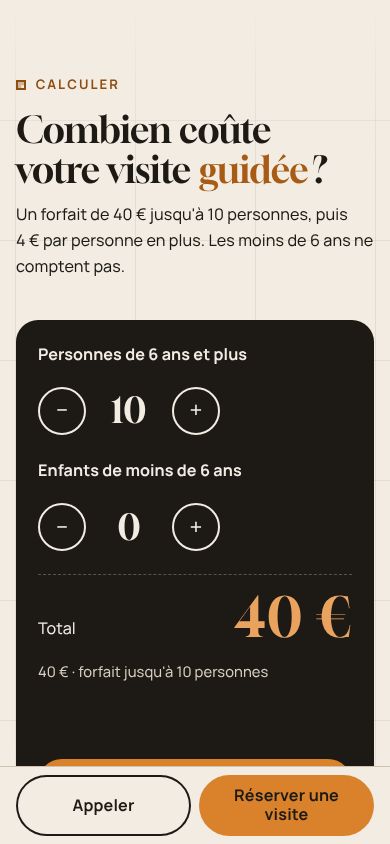 CALCULER
Combien coûte
votre visite guidée ?
Un forfait de 40 € jusqu'à 10 personnes, puis
4 € par personne en plus. Les moins de 6 ans ne
comptent pas.
Personnes de 6 ans et plus
− 10 +
Enfants de moins de 6 ans
− 0 +
Total 40 €
40 € · forfait jusqu'à 10 personnes
Appeler
Réserver une
visite